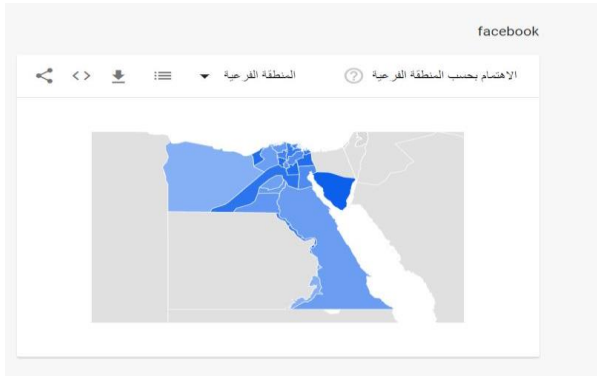 facebook
الاهتمام بحسب المنطقة الفرعية
المنطقة الفرعية